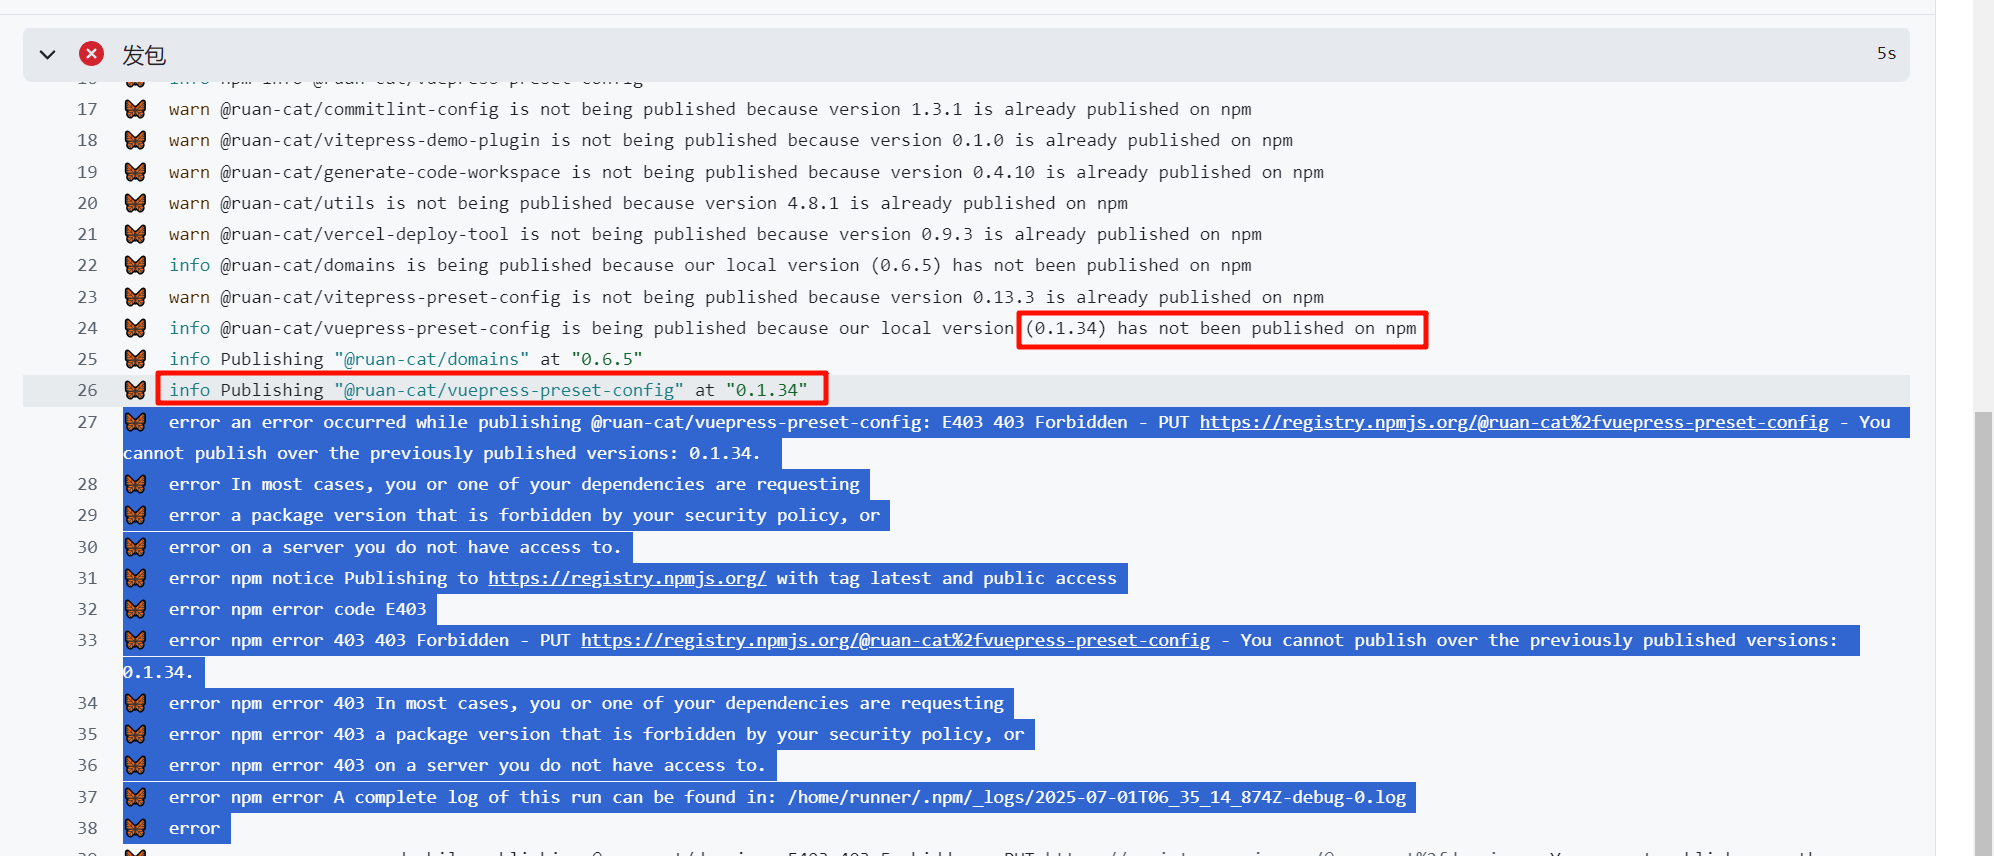 发包 5s
info npm info @ruan-cat/vuepress-preset-config
17 warn @ruan-cat/commitlint-config is not being published because version 1.3.1 is already published on npm
18 warn @ruan-cat/vitepress-demo-plugin is not being published because version 0.1.0 is already published on npm
19 warn @ruan-cat/generate-code-workspace is not being published because version 0.4.10 is already published on npm
20 warn @ruan-cat/utils is not being published because version 4.8.1 is already published on npm
21 warn @ruan-cat/vercel-deploy-tool is not being published because version 0.9.3 is already published on npm
22 info @ruan-cat/domains is being published because our local version (0.6.5) has not been published on npm
23 warn @ruan-cat/vitepress-preset-config is not being published because version 0.13.3 is already published on npm
24 info @ruan-cat/vuepress-preset-config is being published because our local version (0.1.34) has not been published on npm
25 info Publishing "@ruan-cat/domains" at "0.6.5"
26 info Publishing "@ruan-cat/vuepress-preset-config" at "0.1.34"
27 error an error occurred while publishing @ruan-cat/vuepress-preset-config: E403 403 Forbidden - PUT https://registry.npmjs.org/@ruan-cat%2fvuepress-preset-config - You
cannot publish over the previously published versions: 0.1.34.
28 error In most cases, you or one of your dependencies are requesting
29 error a package version that is forbidden by your security policy, or
30 error on a server you do not have access to.
31 error npm notice Publishing to https://registry.npmjs.org/ with tag latest and public access
32 error npm error code E403
33 error npm error 403 403 Forbidden - PUT https://registry.npmjs.org/@ruan-cat%2fvuepress-preset-config - You cannot publish over the previously published versions:
0.1.34.
34 error npm error 403 In most cases, you or one of your dependencies are requesting
35 error npm error 403 a package version that is forbidden by your security policy, or
36 error npm error 403 on a server you do not have access to.
37 error npm error A complete log of this run can be found in: /home/runner/.npm/_logs/2025-07-01T06_35_14_874Z-debug-0.log
38 error